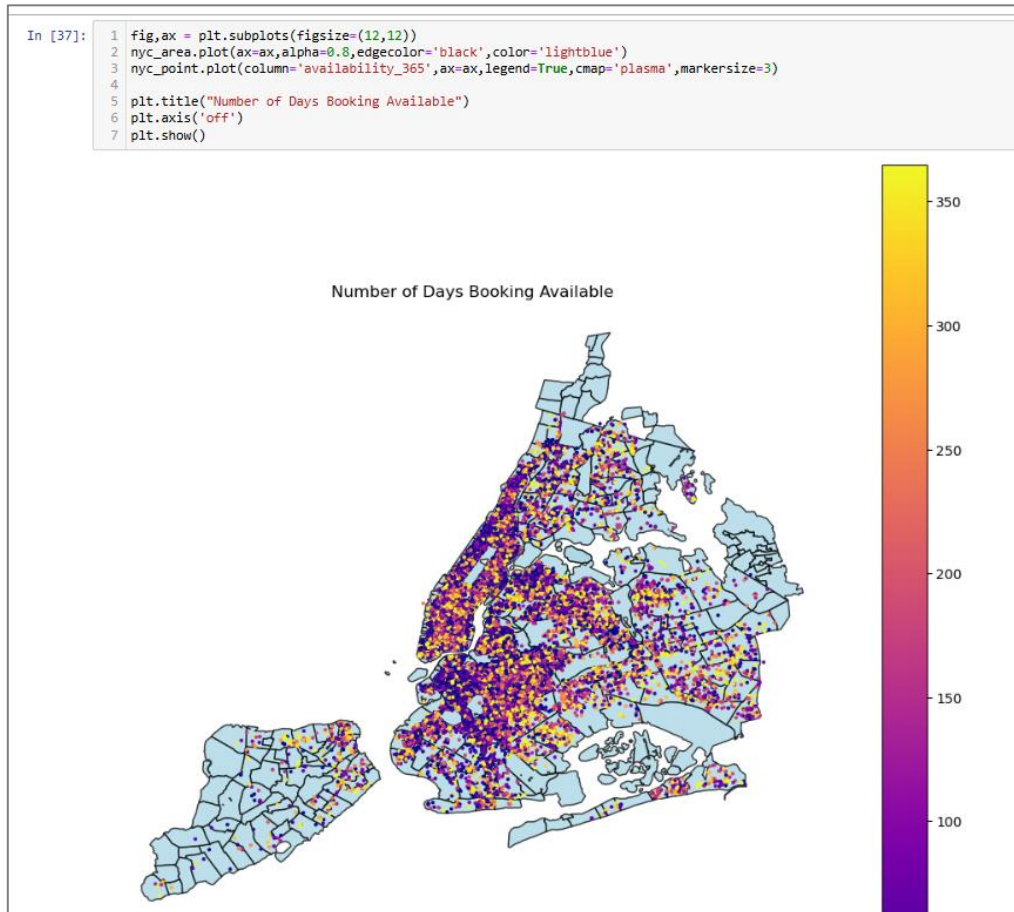 In [37]:
1 fig,ax = plt.subplots(figsize=(12,12))
2 nyc_area.plot(ax=ax,alpha=0.8,edgecolor='black',color='lightblue')
3 nyc_point.plot(column='availability_365',ax=ax,legend=True,cmap='plasma',markersize=3)
4
5 plt.title("Number of Days Booking Available")
6 plt.axis('off')
7 plt.show()
Number of Days Booking Available
350
300
250
200
150
100